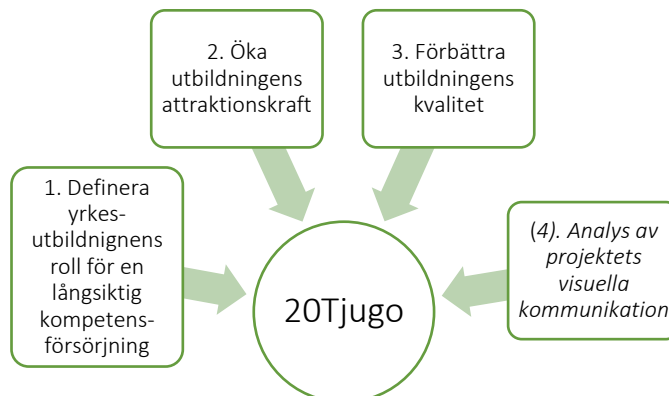 1. Definera
yrkes-
utbildnignens
roll för en
långsiktig
kompetens-
försörjning
2. Öka
utbildningens
attraktionskraft
3. Förbättra
utbildningens
kvalitet
(4). Analys av
projektets
visuella
kommunikation
20Tjugo